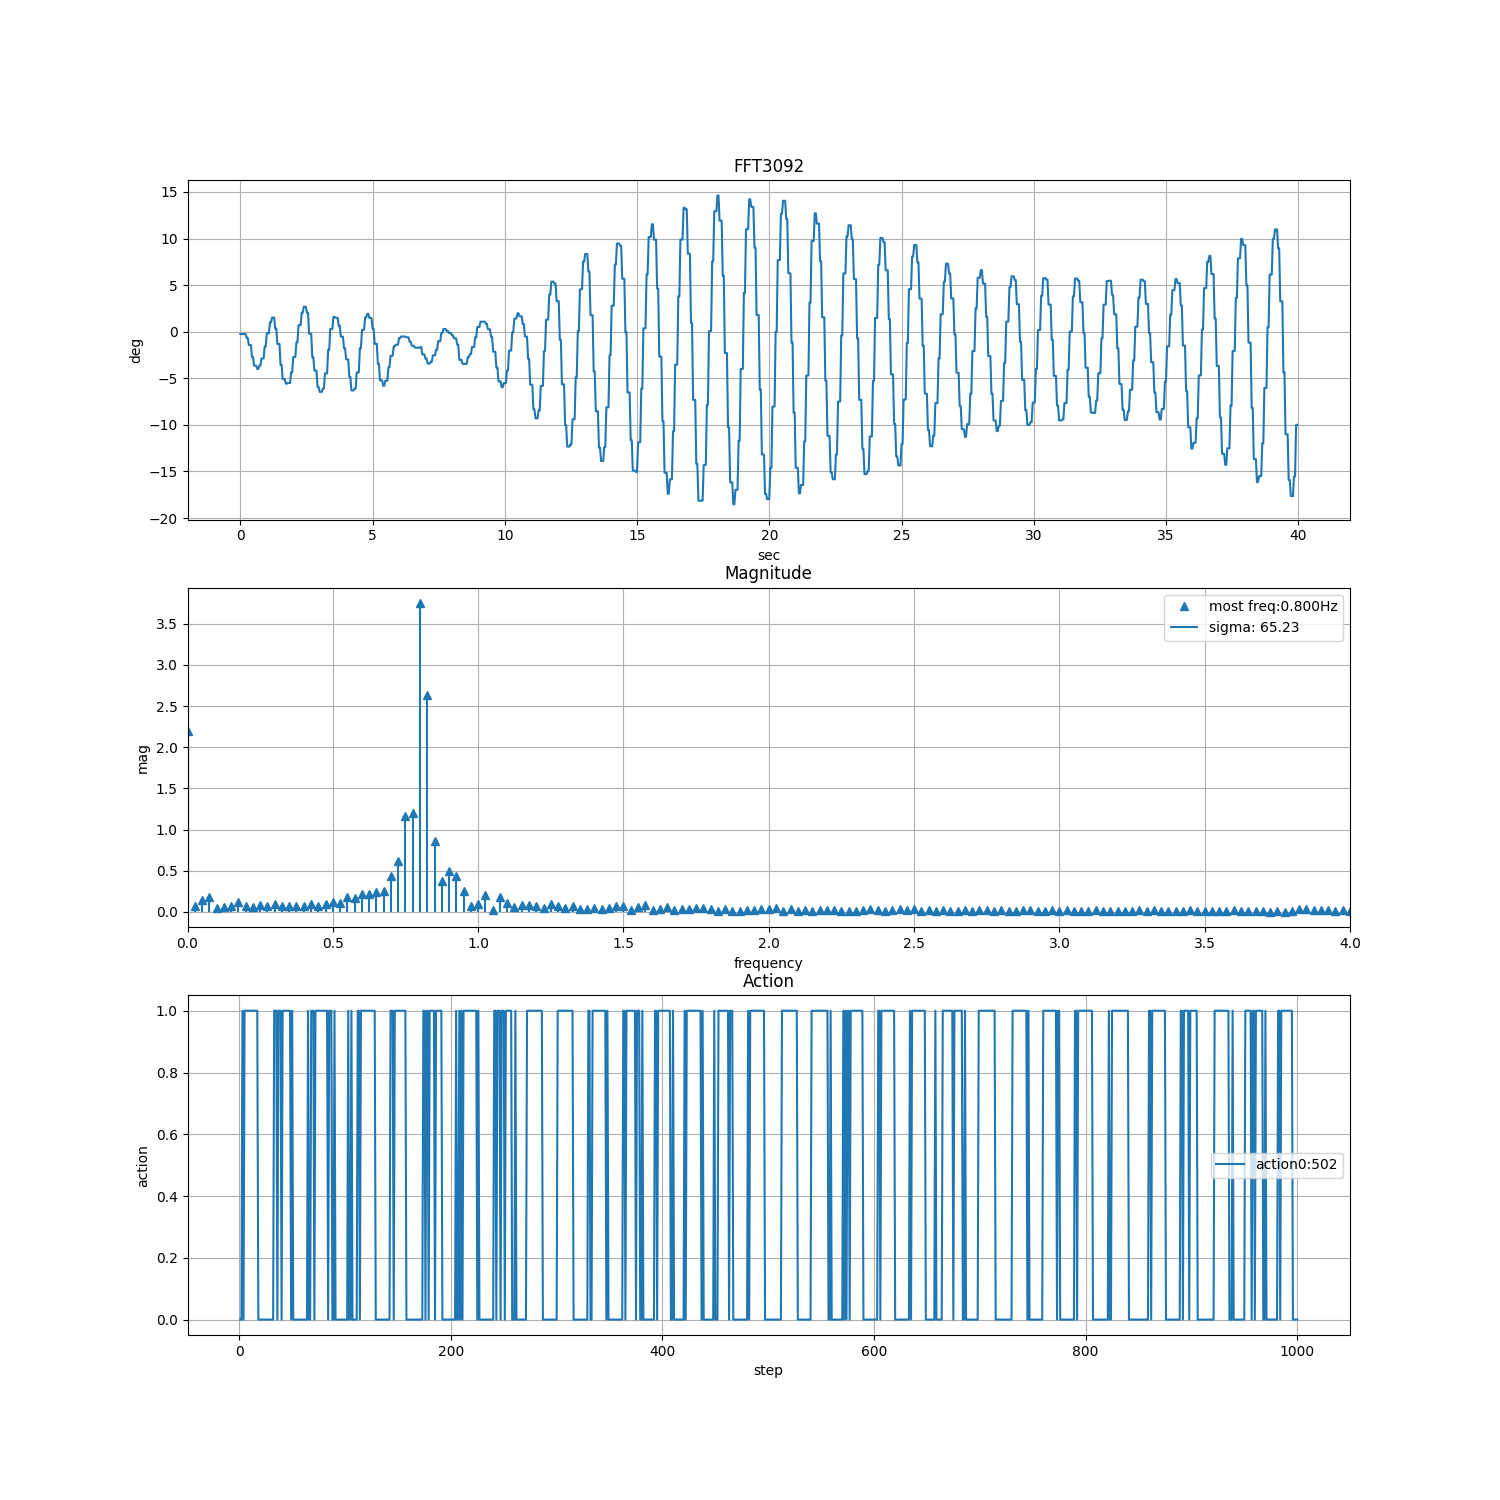 FFT3092
15
10
5
0
−5
−10
−15
−20
deg
0 5 10 15 20 25 30 35 40
sec
Magnitude
most freq:0.800Hz
sigma: 65.23
3.5
3.0
2.5
2.0
1.5
1.0
0.5
0.0
mag
0.0 0.5 1.0 1.5 2.0 2.5 3.0 3.5 4.0
frequency
Action
1.0
0.8
0.6
0.4
0.2
0.0
action
action0:502
0 200 400 600 800 1000
step